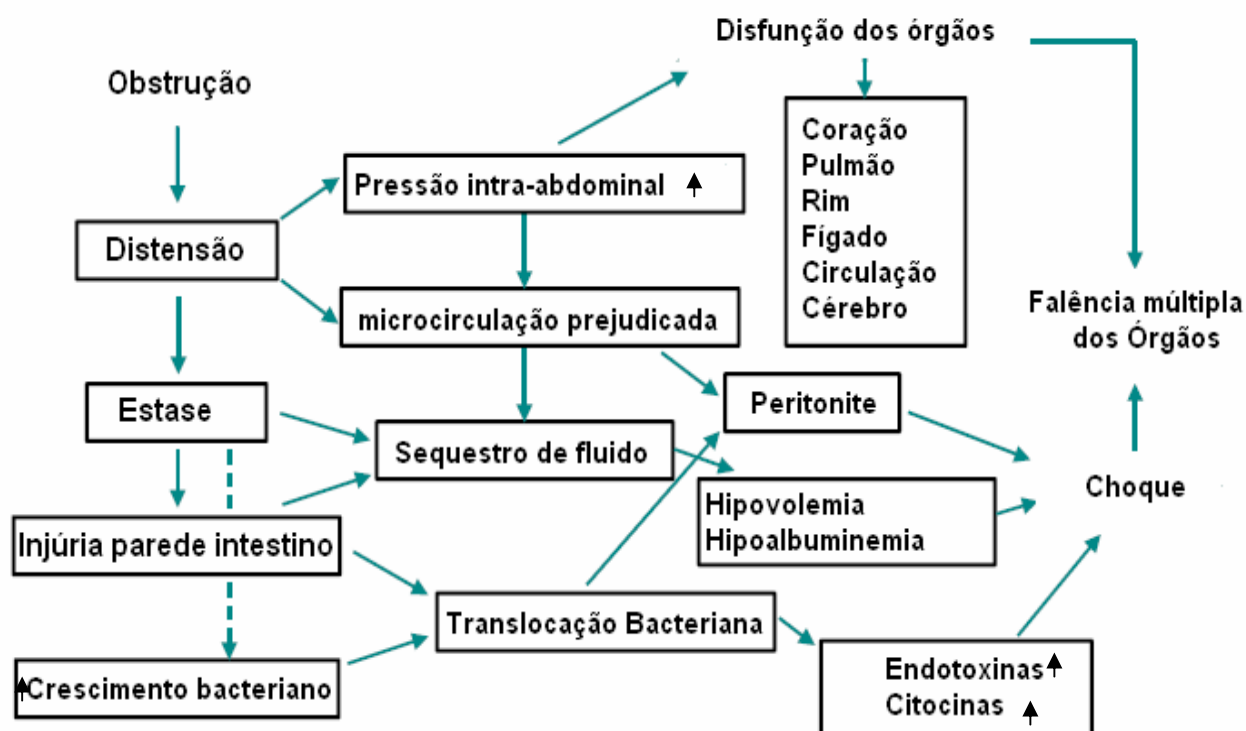 Disfunção dos órgãos
Obstrução
Coração
Pulmão
Rim
Fígado
Circulação
Cérebro
Pressão intra-abdominal
Distensão
microcirculação prejudicada
Falência múltipla
dos Órgãos
Estase
Peritonite
Sequestro de fluido
Choque
Hipovolemia
Hipoalbuminemia
Injúria parede intestino
Translocação Bacteriana
Crescimento bacteriano
Endotoxinas
Citocinas